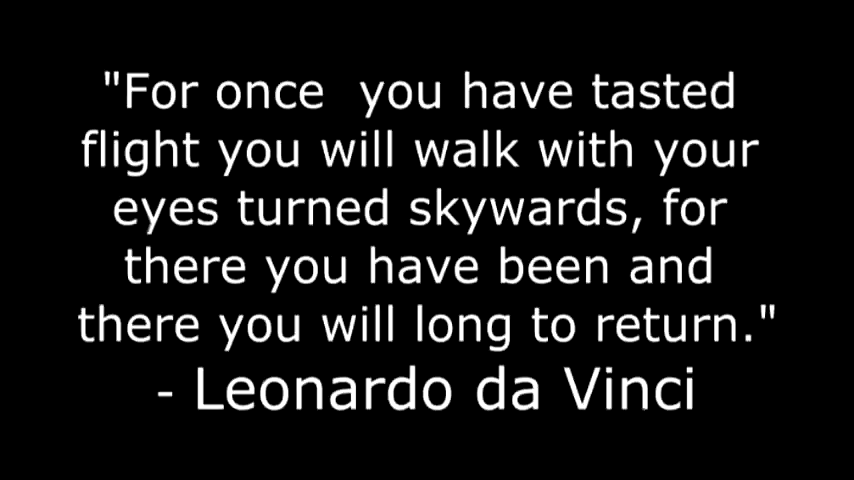 "For once  you have tasted
flight you will walk with your
eyes turned skywards, for
there you have been and
there you will long to return."
- Leonardo da Vinci